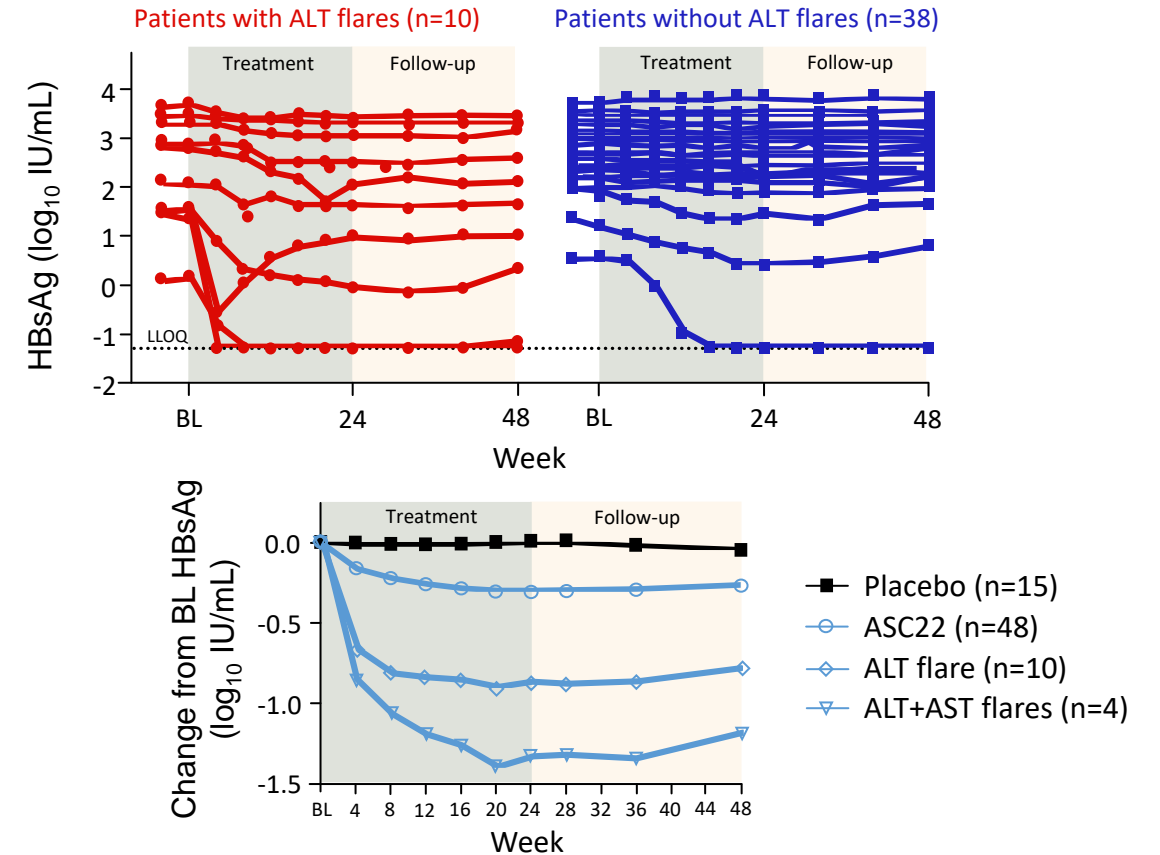 Patients with ALT flares (n=10)
Patients without ALT flares (n=38)
Treatment
Follow-up
Treatment
Follow-up
HBsAg (log10 IU/mL)
4
3
2
1
0
-1
-2
LLOQ
BL
24
48
BL
24
48
Week
Change from BL HBsAg
(log10 IU/mL)
Treatment
Follow-up
0.0
-0.5
-1.0
-1.5
BL
4
8
12
16
20
24
28
32
36
40
44
48
Week
Placebo (n=15)
ASC22 (n=48)
ALT flare (n=10)
ALT+AST flares (n=4)